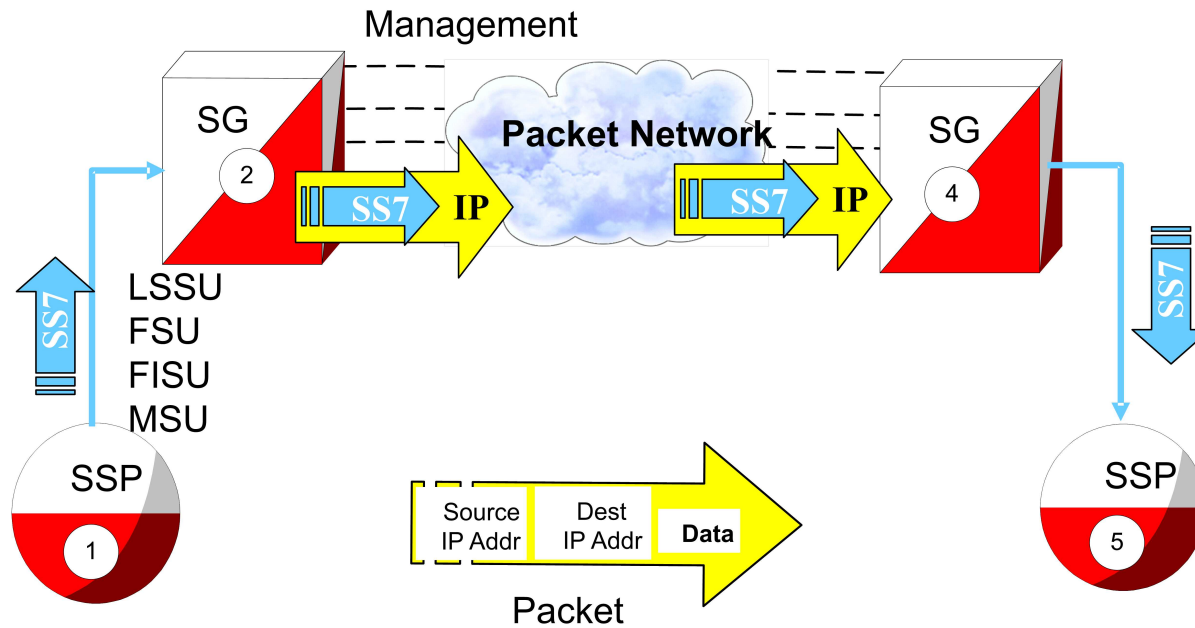 Management
SG
2
Packet Network
SG
4
SS7
IP
SS7
IP
SS7
LSSU
FSU
FISU
MSU
SS7
SSP
1
SSP
5
Source
IP Addr
Dest
IP Addr
Data
Packet